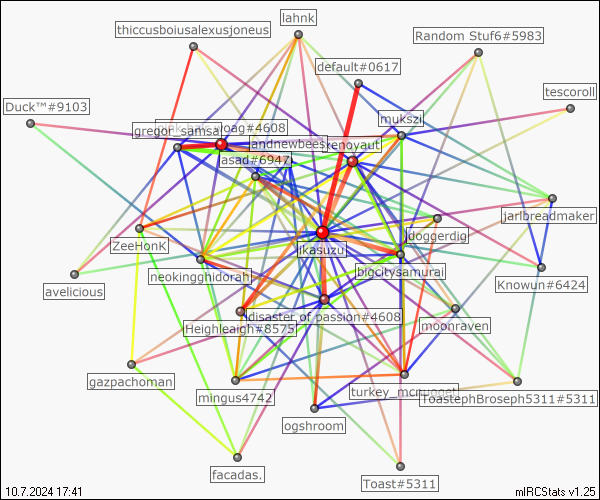 lahnk
thiccusboiusalexusjoneus
Random Stuf6#5983
default#0617
tescoroll
Duck™#9103
mukszi
gregor_samsa
oag#4608
andnewbees
xenoyaut
asad#6947
jarlbreadmaker
doggerdig
ZeeHonK
ikasuzu
bigcitysamurai
neokingghidorah
Knowun#6424
avelicious
disaster_of_passion#4608
Heighleaigh#8575
moonraven
gazpachoman
mingus4742
turkey_mcnugget
ToastephBroseph5311#5311
ogshroom
facadas.
Toast#5311
10.7.2024 17:41
mIRCStats v1.25